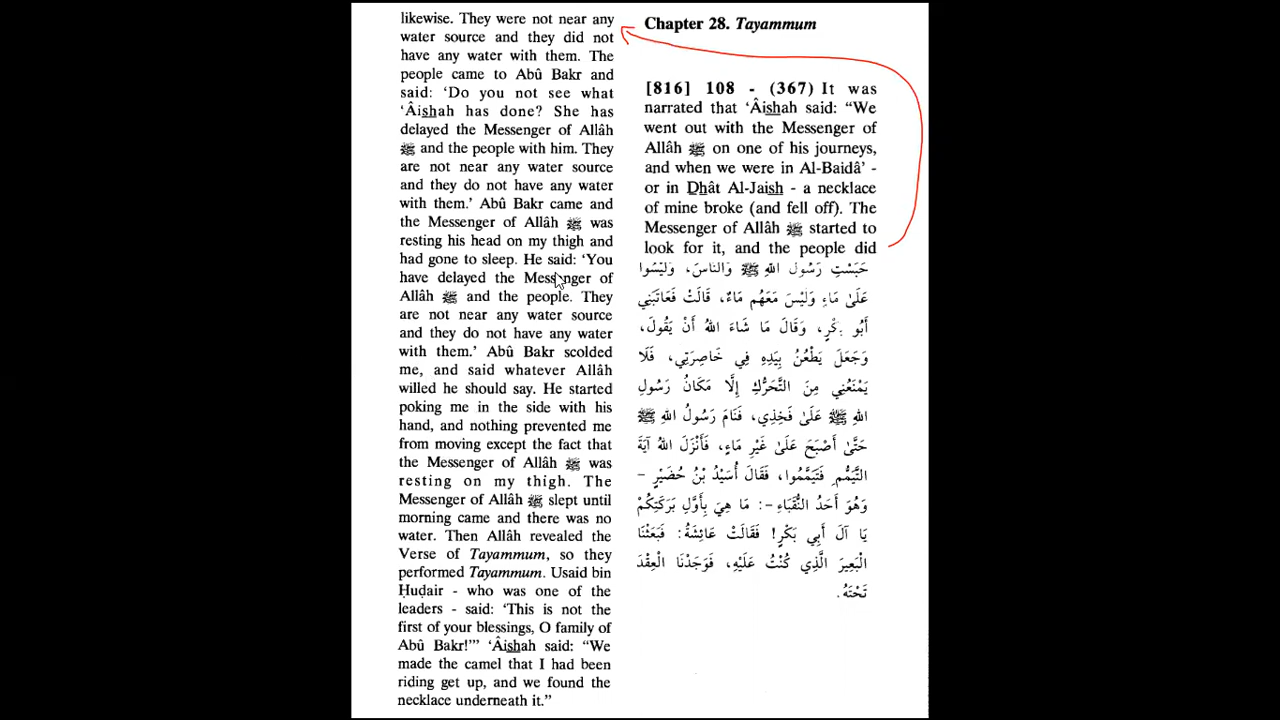 Chapter 28. Tayammum
[816] 108 - (367) It was
narrated that ‘Âishah said: “We
went out with the Messenger of
Allâh ﷺ on one of his journeys,
and when we were in Al-Baidâ’ -
or in Dhât Al-Jaish - a necklace
of mine broke (and fell off). The
Messenger of Allâh ﷺ started to
look for it, and the people did
likewise. They were not near any
water source and they did not
have any water with them. The
people came to Abû Bakr and
said: ‘Do you not see what
‘Âishah has done? She has
delayed the Messenger of Allâh
ﷺ and the people with him. They
are not near any water source
and they do not have any water
with them.’ Abû Bakr came and
the Messenger of Allâh ﷺ was
resting his head on my thigh and
had gone to sleep. He said: ‘You
have delayed the Messenger of
Allâh ﷺ and the people. They
are not near any water source
and they do not have any water
with them.’ Abû Bakr scolded
me, and said whatever Allâh
willed he should say. He started
poking me in the side with his
hand, and nothing prevented me
from moving except the fact that
the Messenger of Allâh ﷺ was
resting on my thigh. The
Messenger of Allâh ﷺ slept until
morning came and there was no
water. Then Allâh revealed the
Verse of Tayammum, so they
performed Tayammum. Usaid bin
Ḥuḍair - who was one of the
leaders - said: ‘This is not the
first of your blessings, O family of
Abû Bakr!’” ‘Âishah said: “We
made the camel that I had been
riding get up, and we found the
necklace underneath it.”
حَبَسْتِ رَسُولَ اللهِ ﷺ وَالنَّاسَ، وَلَيْسُوا
عَلَىٰ مَاءٍ وَلَيْسَ مَعَهُمْ مَاءٌ، قَالَتْ فَعَاتَبَنِي
أَبُو بَكْرٍ، وَقَالَ مَا شَاءَ اللهُ أَنْ يَقُولَ،
وَجَعَلَ يَطْعُنُ بِيَدِهِ فِي خَاصِرَتِي، فَلَا
يَمْنَعُنِي مِنَ التَّحَرُّكِ إِلَّا مَكَانُ رَسُولِ
اللهِ ﷺ عَلَىٰ فَخِذِي، فَنَامَ رَسُولُ اللهِ ﷺ
حَتَّىٰ أَصْبَحَ عَلَىٰ غَيْرِ مَاءٍ، فَأَنْزَلَ اللهُ آيَةَ
التَّيَمُّمِ فَتَيَمَّمُوا، فَقَالَ أُسَيْدُ بْنُ حُضَيْرٍ -
وَهُوَ أَحَدُ النُّقَبَاءِ -: مَا هِيَ بِأَوَّلِ بَرَكَتِكُمْ
يَا آلَ أَبِي بَكْرٍ! فَقَالَتْ عَائِشَةُ: فَبَعَثْنَا
الْبَعِيرَ الَّذِي كُنْتُ عَلَيْهِ، فَوَجَدْنَا الْعِقْدَ
تَحْتَهُ.